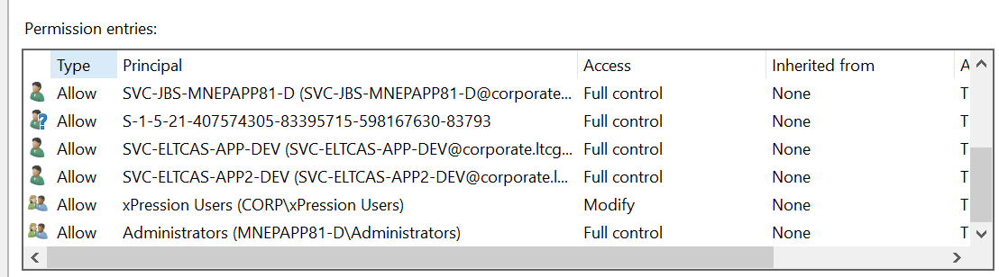 Permission entries:
Type Principal Access Inherited from A
Allow SVC-JBS-MNEPAPP81-D (SVC-JBS-MNEPAPP81-D@corporate... Full control None T
Allow S-1-5-21-407574305-83395715-598167630-83793 Full control None T
Allow SVC-ELTCAS-APP-DEV (SVC-ELTCAS-APP-DEV@corporate.ltcg... Full control None T
Allow SVC-ELTCAS-APP2-DEV (SVC-ELTCAS-APP2-DEV@corporate.l... Full control None T
Allow xPression Users (CORP\xPression Users) Modify None T
Allow Administrators (MNEPAPP81-D\Administrators) Full control None T